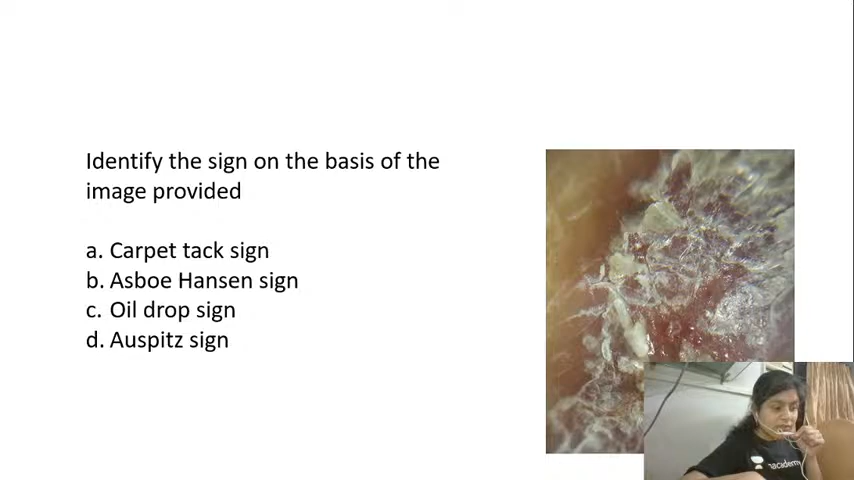 Identify the sign on the basis of the
image provided
a. Carpet tack sign
b. Asboe Hansen sign
c. Oil drop sign
d. Auspitz sign